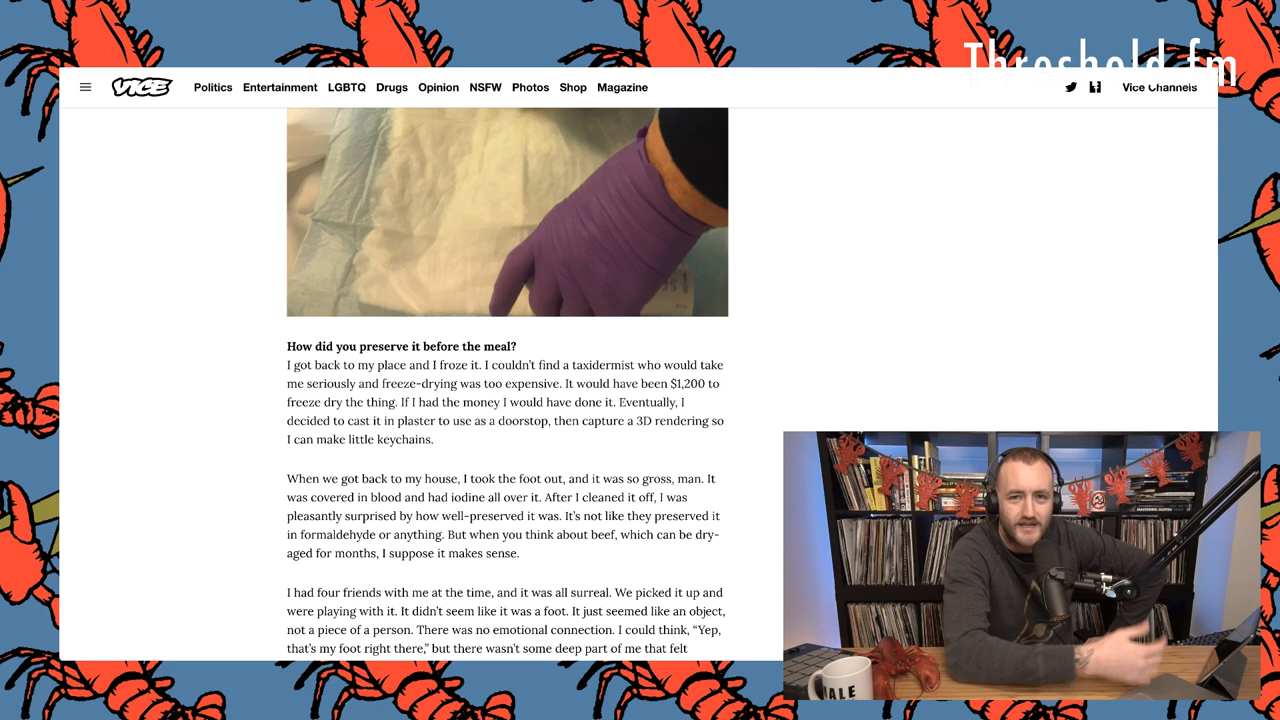 Threshold.fm
VICE
Politics Entertainment LGBTQ Drugs Opinion NSFW Photos Shop Magazine
Vice Channels
How did you preserve it before the meal?
I got back to my place and I froze it. I couldn’t find a taxidermist who would take
me seriously and freeze-drying was too expensive. It would have been $1,200 to
freeze dry the thing. If I had the money I would have done it. Eventually, I
decided to cast it in plaster to use as a doorstop, then capture a 3D rendering so
I can make little keychains.
When we got back to my house, I took the foot out, and it was so gross, man. It
was covered in blood and had iodine all over it. After I cleaned it off, I was
pleasantly surprised by how well-preserved it was. It’s not like they preserved it
in formaldehyde or anything. But when you think about beef, which can be dry-
aged for months, I suppose it makes sense.
I had four friends with me at the time, and it was all surreal. We picked it up and
were playing with it. It didn’t seem like it was a foot. It just seemed like an object,
not a piece of a person. There was no emotional connection. I could think, “Yep,
that’s my foot right there,” but there wasn’t some deep part of me that felt